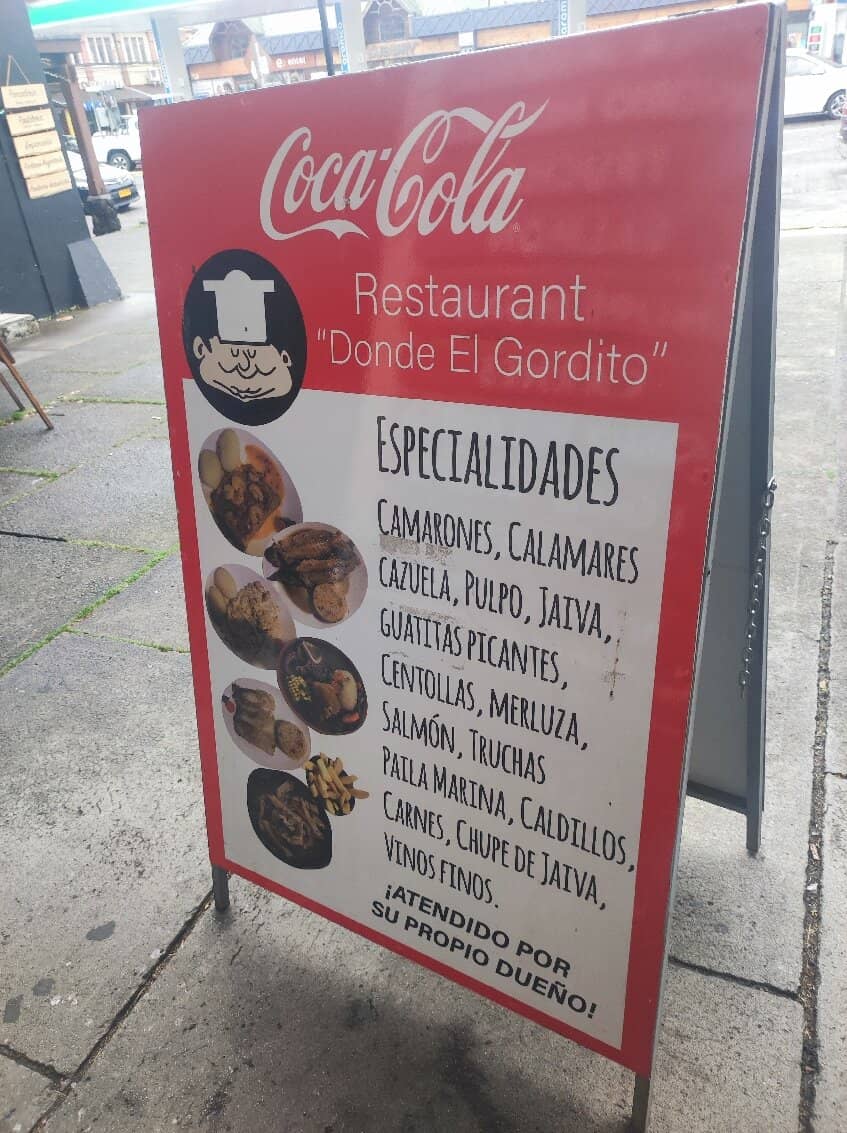 Coca-Cola
Restaurant
"Donde El Gordito"
ESPECIALIDADES
CAMARONES, CALAMARES
CAZUELA, PULPO, JAIVA,
GUATITAS PICANTES,
CENTOLLAS, MERLUZA,
SALMÓN, TRUCHAS
PAILA MARINA, CALDILLOS,
CARNES, CHUPE DE JAIVA,
VINOS FINOS.
¡ATENDIDO POR
SU PROPIO DUEÑO!